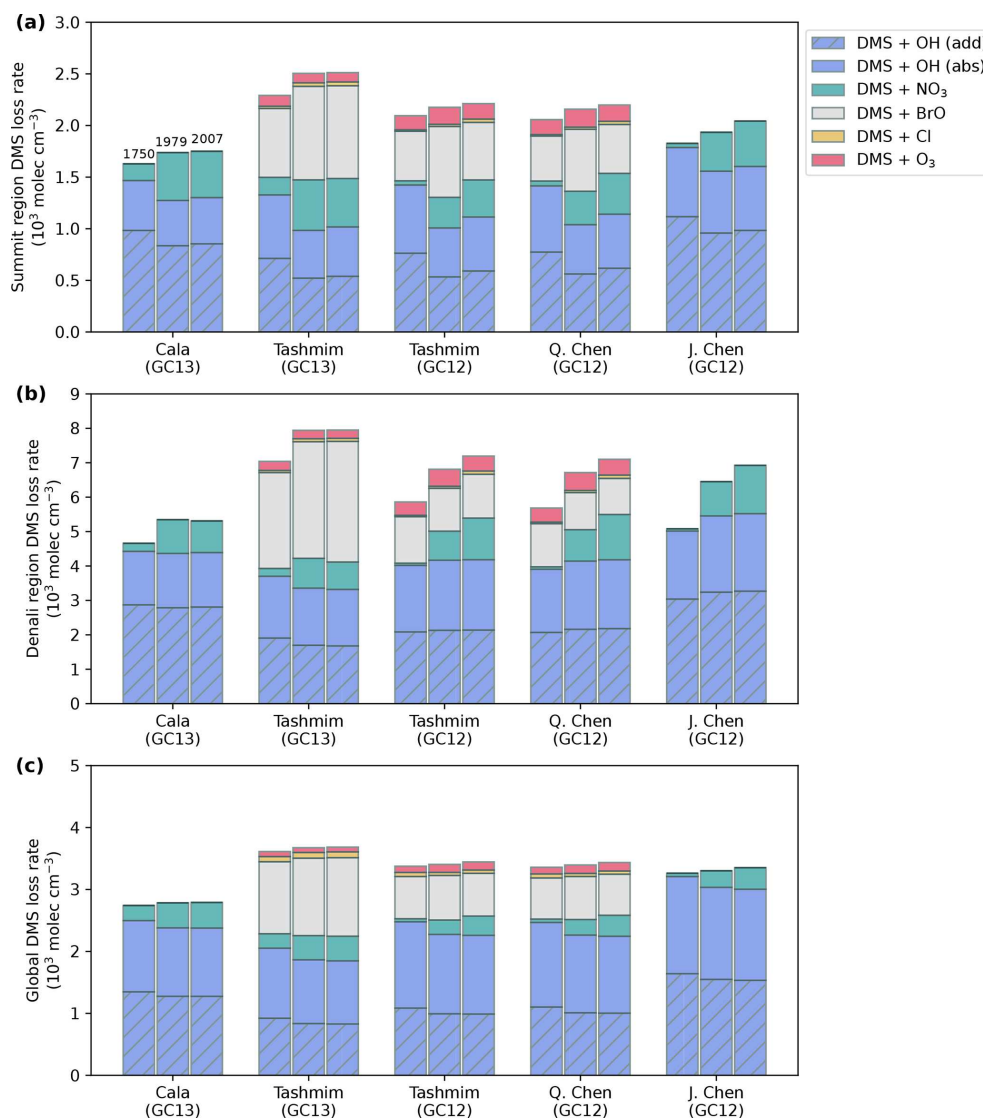 (a)
Summit region DMS loss rate
(10³ molec cm⁻³)
3.0
2.5
2.0
1.5
1.0
0.5
0.0
1750
1979
2007
Cala
(GC13)
Tashmim
(GC13)
Tashmim
(GC12)
Q. Chen
(GC12)
J. Chen
(GC12)
DMS + OH (add)
DMS + OH (abs)
DMS + NO₃
DMS + BrO
DMS + Cl
DMS + O₃
(b)
Denali region DMS loss rate
(10³ molec cm⁻³)
9
8
7
6
5
4
3
2
1
0
Cala
(GC13)
Tashmim
(GC13)
Tashmim
(GC12)
Q. Chen
(GC12)
J. Chen
(GC12)
(c)
Global DMS loss rate
(10³ molec cm⁻³)
5
4
3
2
1
0
Cala
(GC13)
Tashmim
(GC13)
Tashmim
(GC12)
Q. Chen
(GC12)
J. Chen
(GC12)